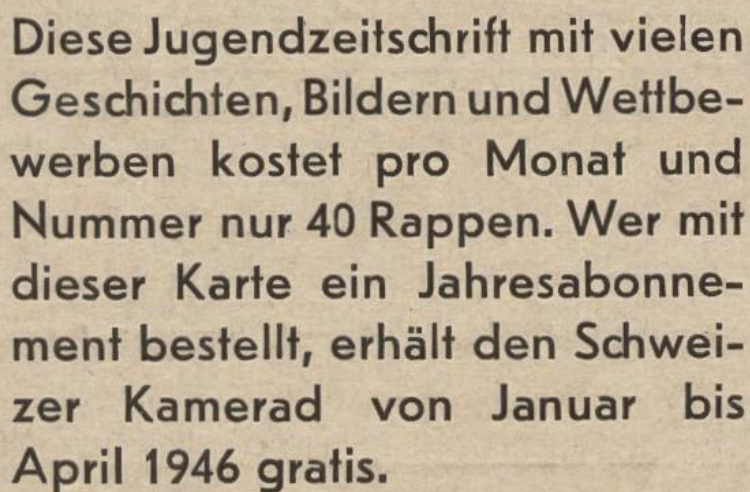 Diese Jugendzeitschrift mit vielen
Geschichten, Bildern und Wettbe-
werben kostet pro Monat und
Nummer nur 40 Rappen. Wer mit
dieser Karte ein Jahresabonne-
ment bestellt, erhält den Schwei-
zer Kamerad von Januar bis
April 1946 gratis.